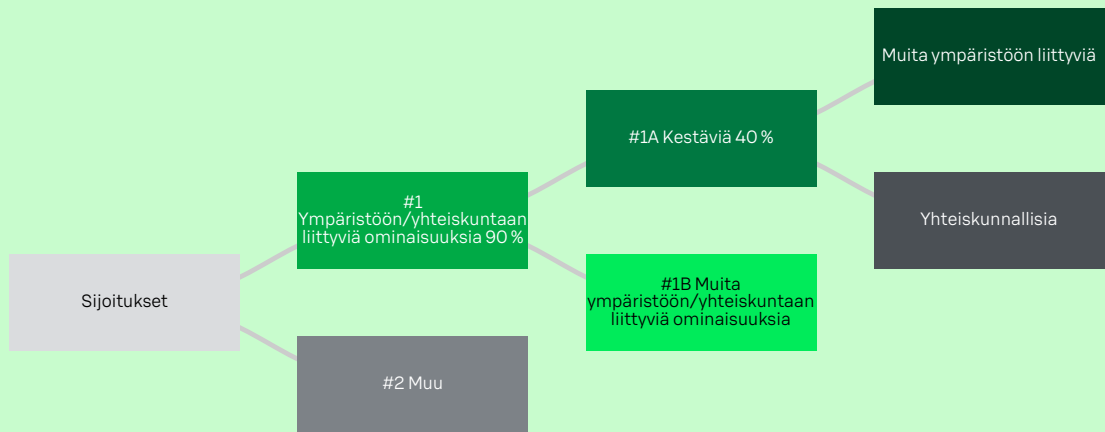 Muita ympäristöön liittyviä
#1A Kestäviä 40 %
#1
Ympäristöön/yhteiskuntaan
liittyviä ominaisuuksia 90 %
Yhteiskunnallisia
Sijoitukset
#1B Muita
ympäristöön/yhteiskuntaan
liittyviä ominaisuuksia
#2 Muu